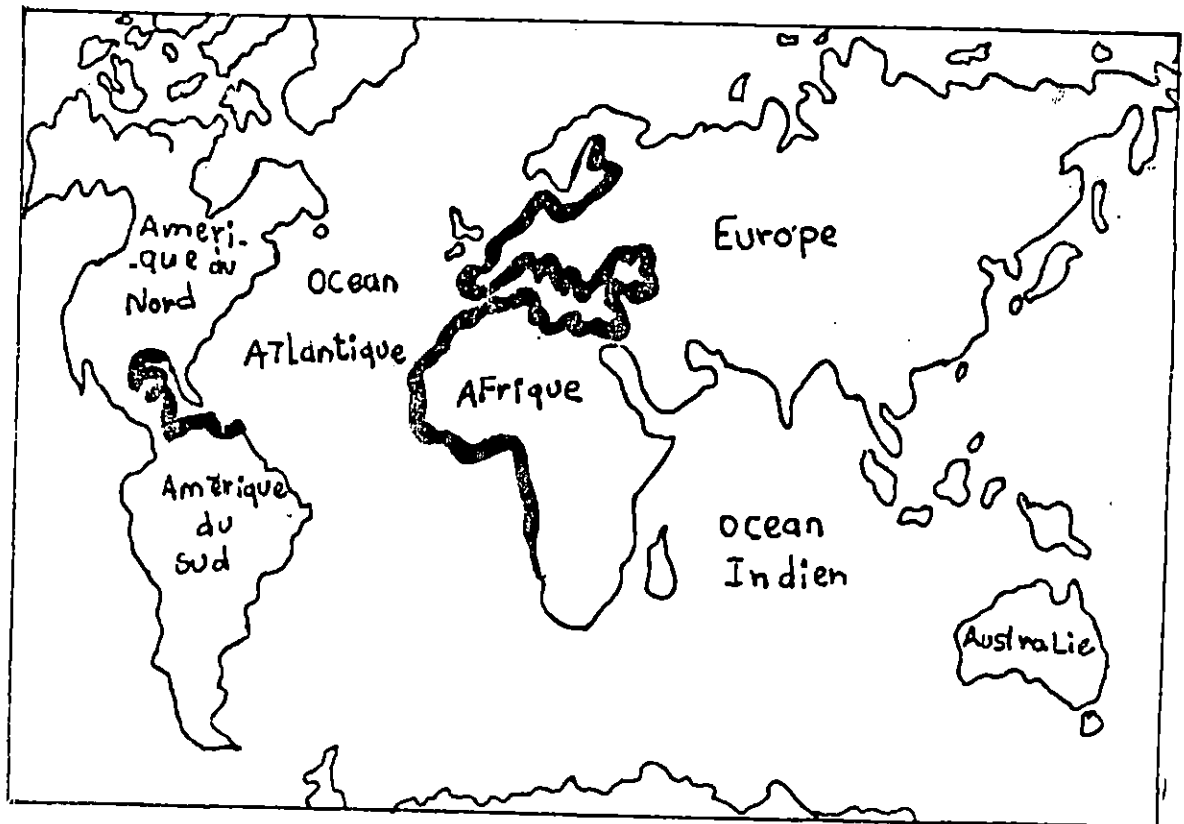 Ameri-
-que du
Nord
Ocean
ATlantique
Europe
AFrique
Amérique
du
Sud
Ocean
Indien
Australie